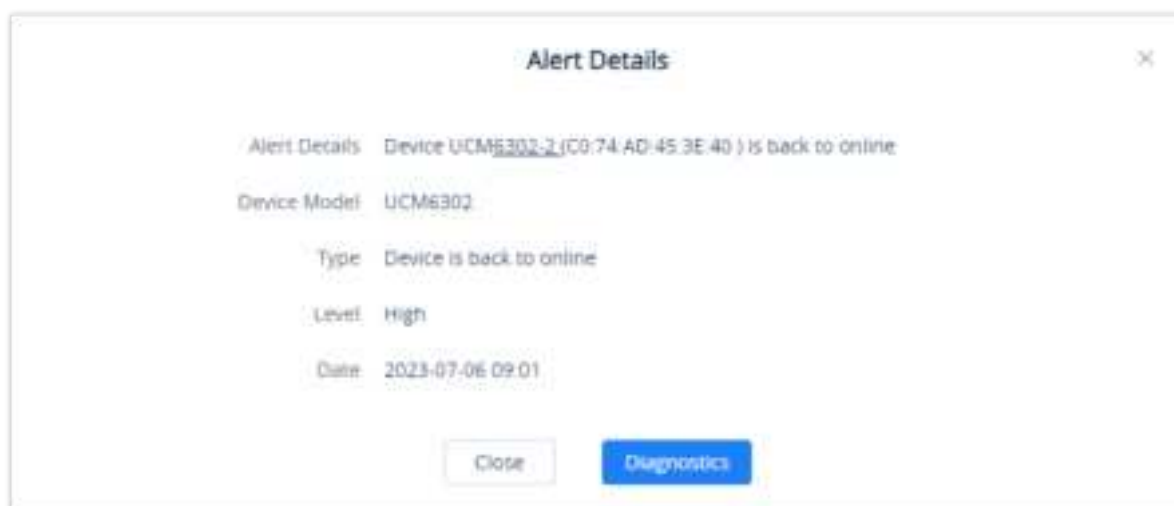 Alert Details
Alert Details Device UCM6302-2 (C0:74:AD:45:3E:40 ) is back to online
Device Model UCM6302
Type Device is back to online
Level High
Date 2023-07-06 09:01
Close Diagnostics